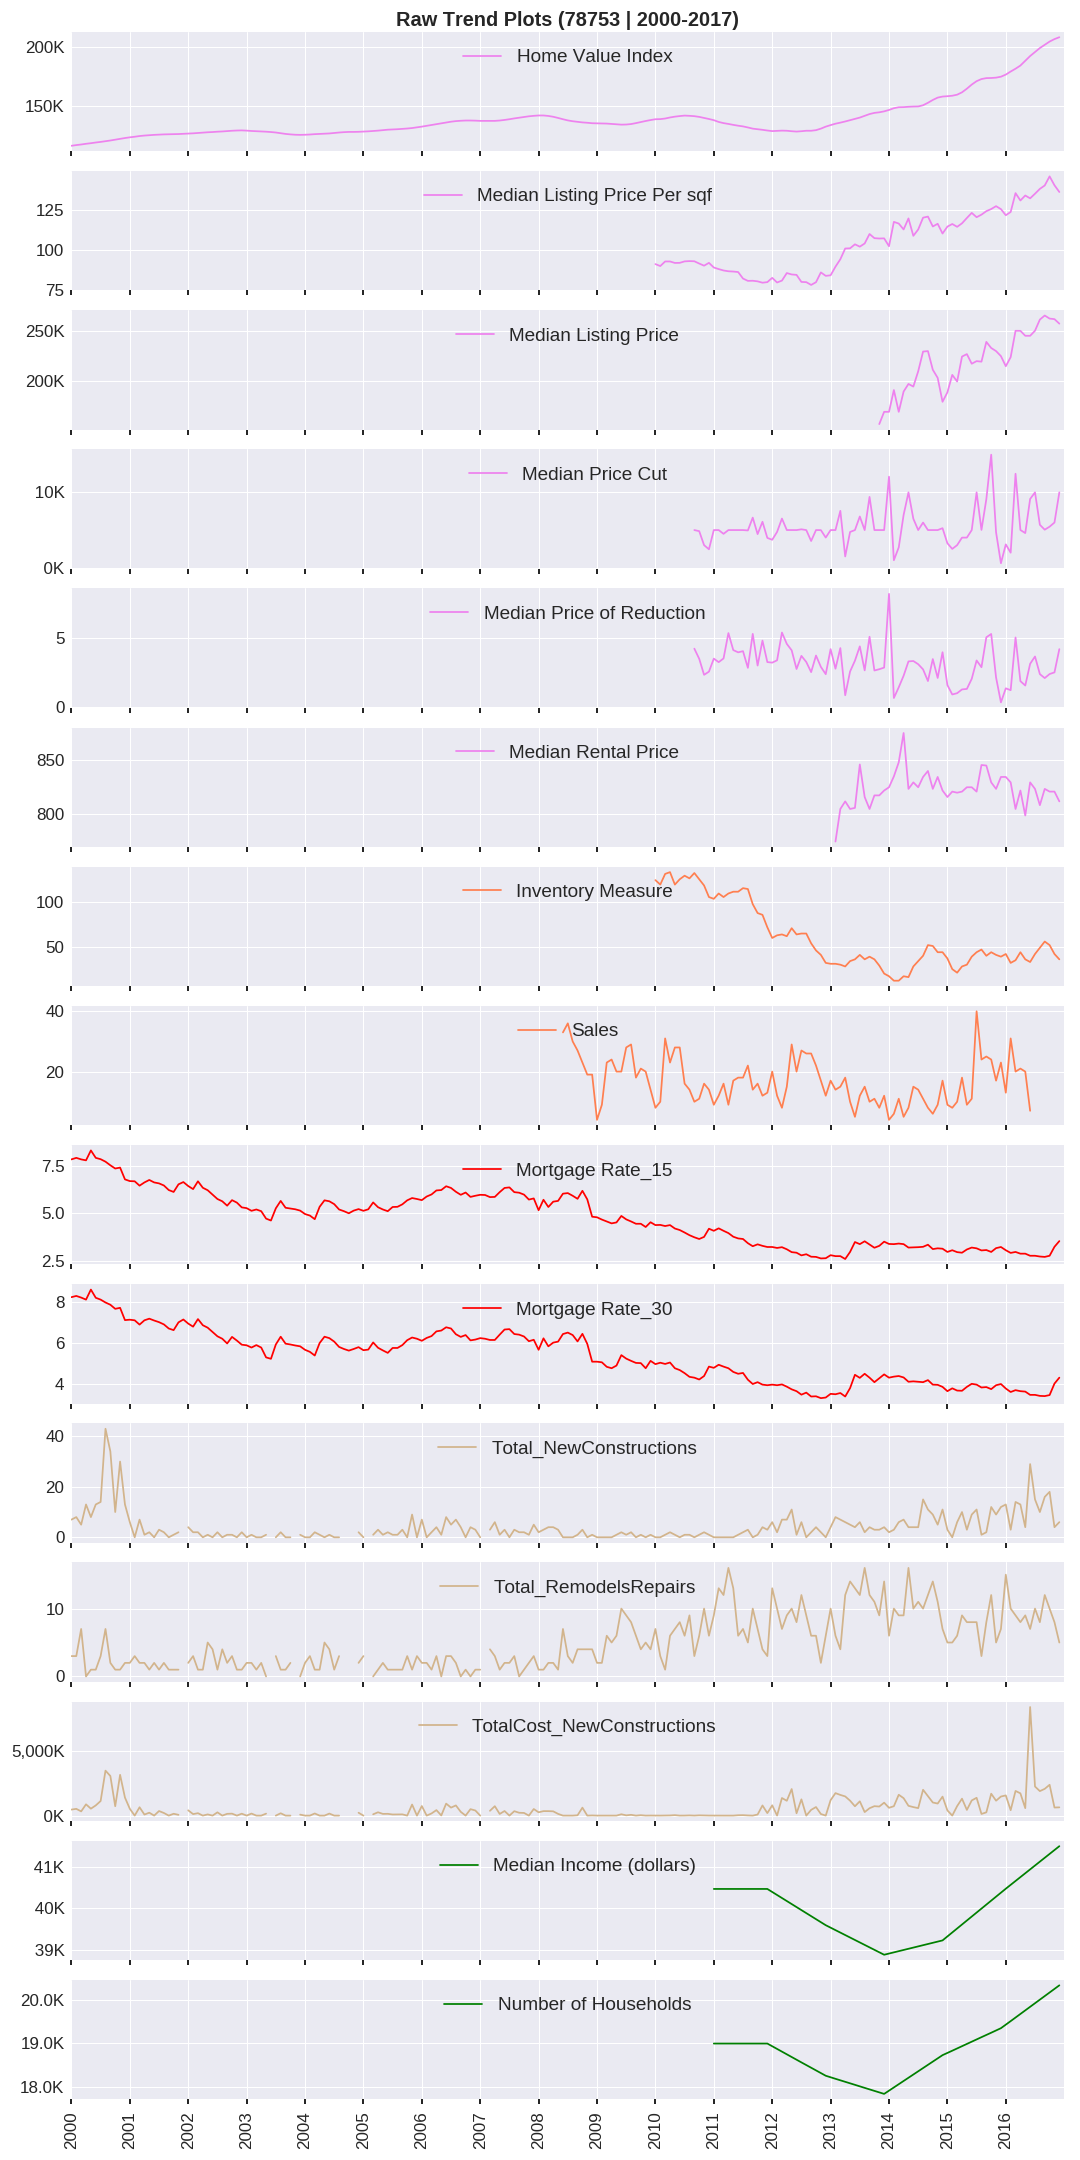 Raw Trend Plots (78753 | 2000-2017)
200K
150K
Home Value Index
125
100
75
Median Listing Price Per sqf
250K
200K
Median Listing Price
10K
0K
Median Price Cut
5
0
Median Price of Reduction
850
800
Median Rental Price
100
50
Inventory Measure
40
20
Sales
7.5
5.0
2.5
Mortgage Rate_15
8
6
4
Mortgage Rate_30
40
20
0
Total_NewConstructions
10
0
Total_RemodelsRepairs
5,000K
0K
TotalCost_NewConstructions
41K
40K
39K
Median Income (dollars)
20.0K
19.0K
18.0K
Number of Households
2000 2001 2002 2003 2004 2005 2006 2007 2008 2009 2010 2011 2012 2013 2014 2015 2016